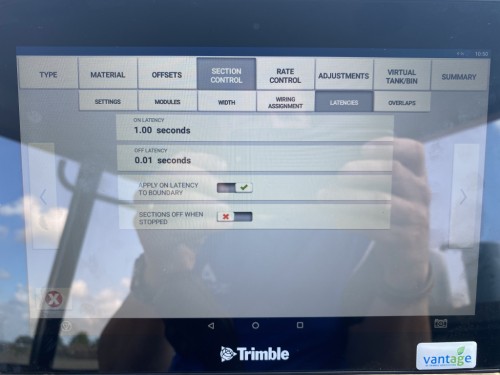 10:50
TYPE
MATERIAL
OFFSETS
SECTION
CONTROL
RATE
CONTROL
ADJUSTMENTS
VIRTUAL
TANK/BIN
SUMMARY
SETTINGS
MODULES
WIDTH
WIRING
ASSIGNMENT
LATENCIES
OVERLAPS
ON LATENCY
1.00 seconds
OFF LATENCY
0.01 seconds
APPLY ON LATENCY
TO BOUNDARY
SECTIONS OFF WHEN
STOPPED
Trimble
vantage